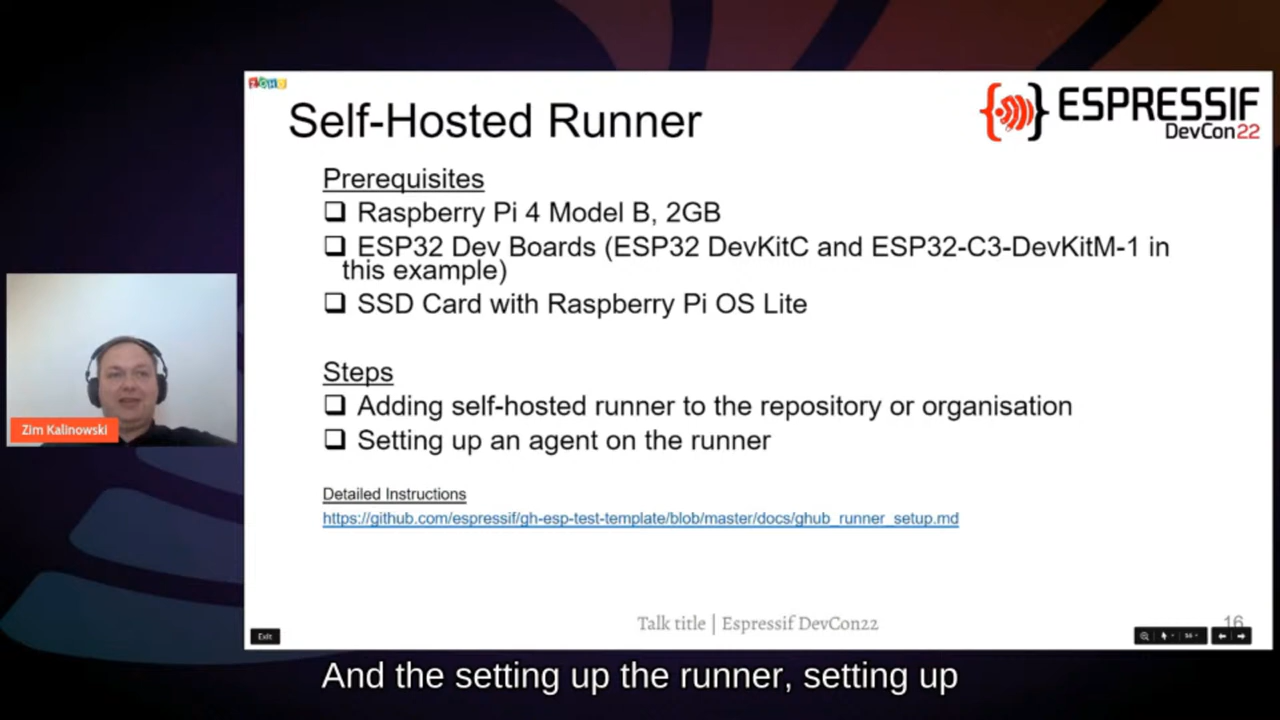 ZOHO
Self-Hosted Runner
ESPRESSIF
DevCon22
Prerequisites
❑ Raspberry Pi 4 Model B, 2GB
❑ ESP32 Dev Boards (ESP32 DevKitC and ESP32-C3-DevKitM-1 in
this example)
❑ SSD Card with Raspberry Pi OS Lite
Steps
❑ Adding self-hosted runner to the repository or organisation
❑ Setting up an agent on the runner
Detailed Instructions
https://github.com/espressif/gh-esp-test-template/blob/master/docs/ghub_runner_setup.md
Zim Kalinowski
Talk title | Espressif DevCon22
16
Exit
And the setting up the runner, setting up